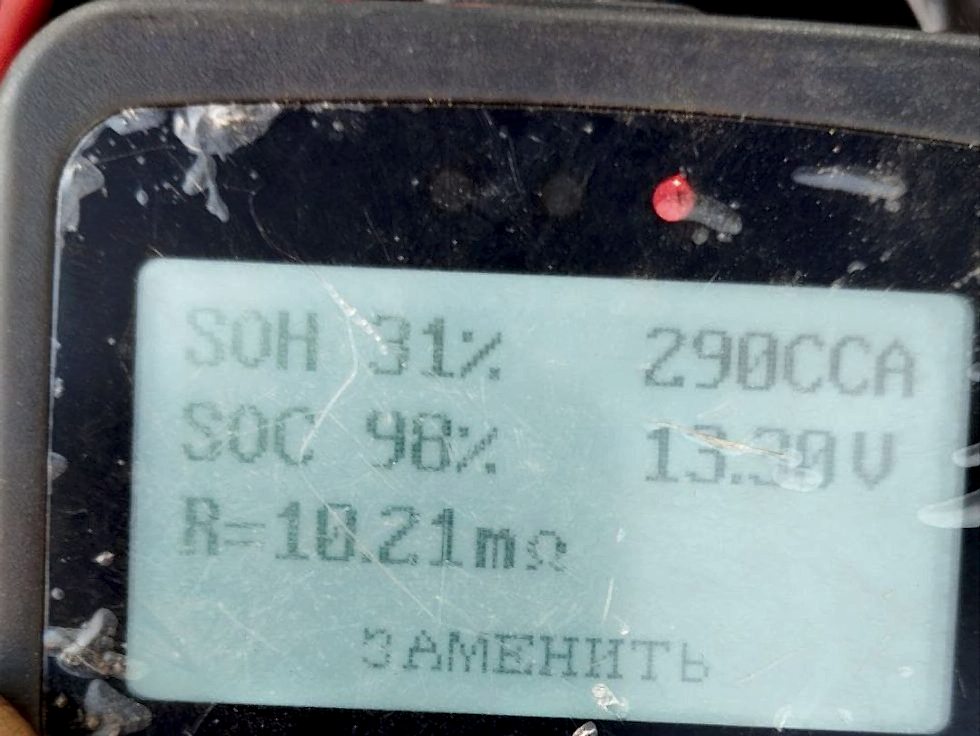 SOH 31% 290CCA
SOC 98% 13.30V
R=10.21mΩ
ЗАМЕНИТЬ